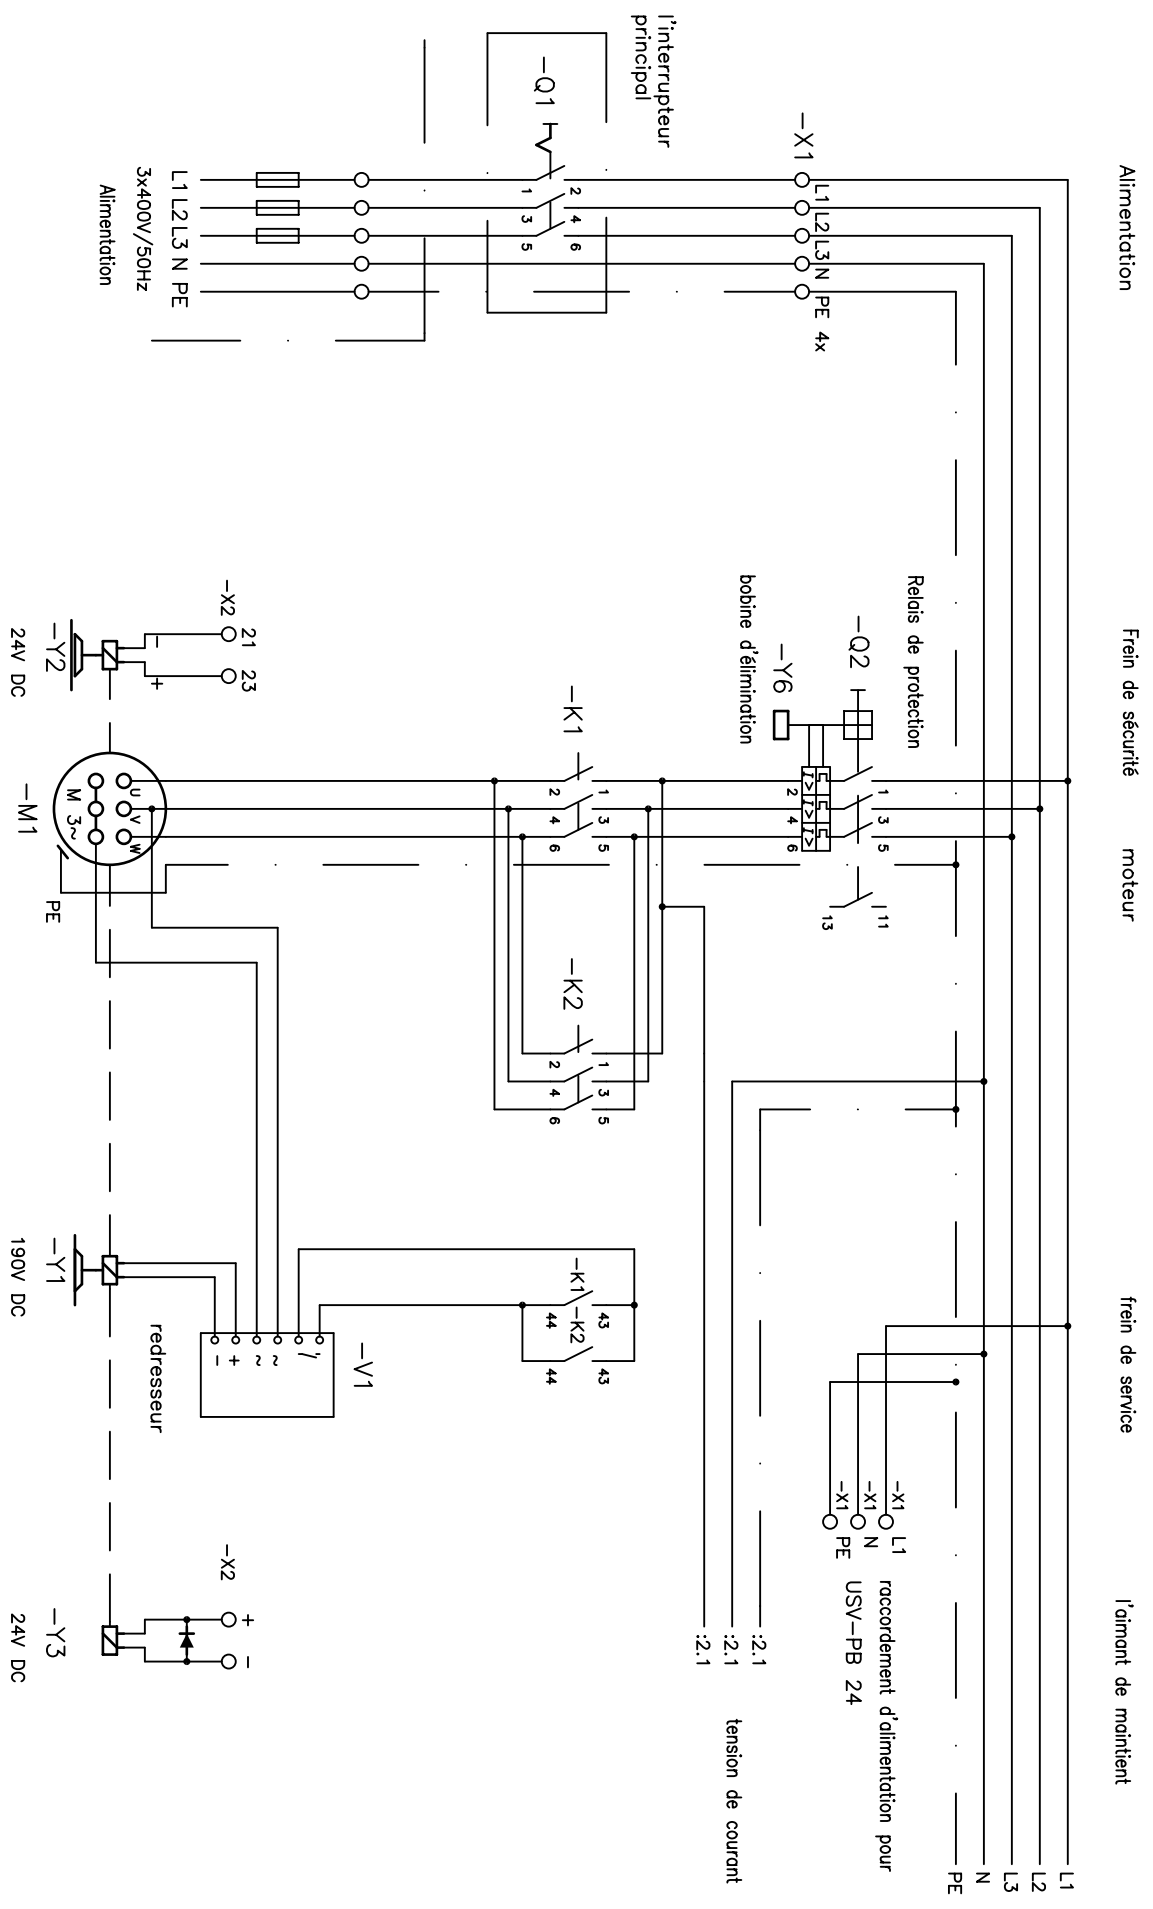 Alimentation
Frein de sécurité
moteur
frein de service
l'aimant de maintient
L1
L2
L3
N
PE
l'interrupteur
principal
-Q1
1
2
3
4
5
6
-X1
L1
L2
L3
N
PE
4x
L1
L2
L3
N
PE
3x400V/50Hz
Alimentation
Relais de protection
-Q2
1
3
5
11
13
I>
I>
I>
2
4
6
-Y6
bobine d'élimination
-X1
L1
-X1
N
-X1
PE
raccordement d'alimentation pour
USV-PB 24
:2.1
:2.1
:2.1
tension de courant
-K1
1
2
3
4
5
6
-K2
1
2
3
4
5
6
-K1
43
44
-K2
43
44
-V1
~
~
+
-
redresseur
-X2
21
23
-
+
-Y2
24V DC
U
V
W
M 3~
-M1
PE
-Y1
190V DC
-X2
+
-
-Y3
24V DC